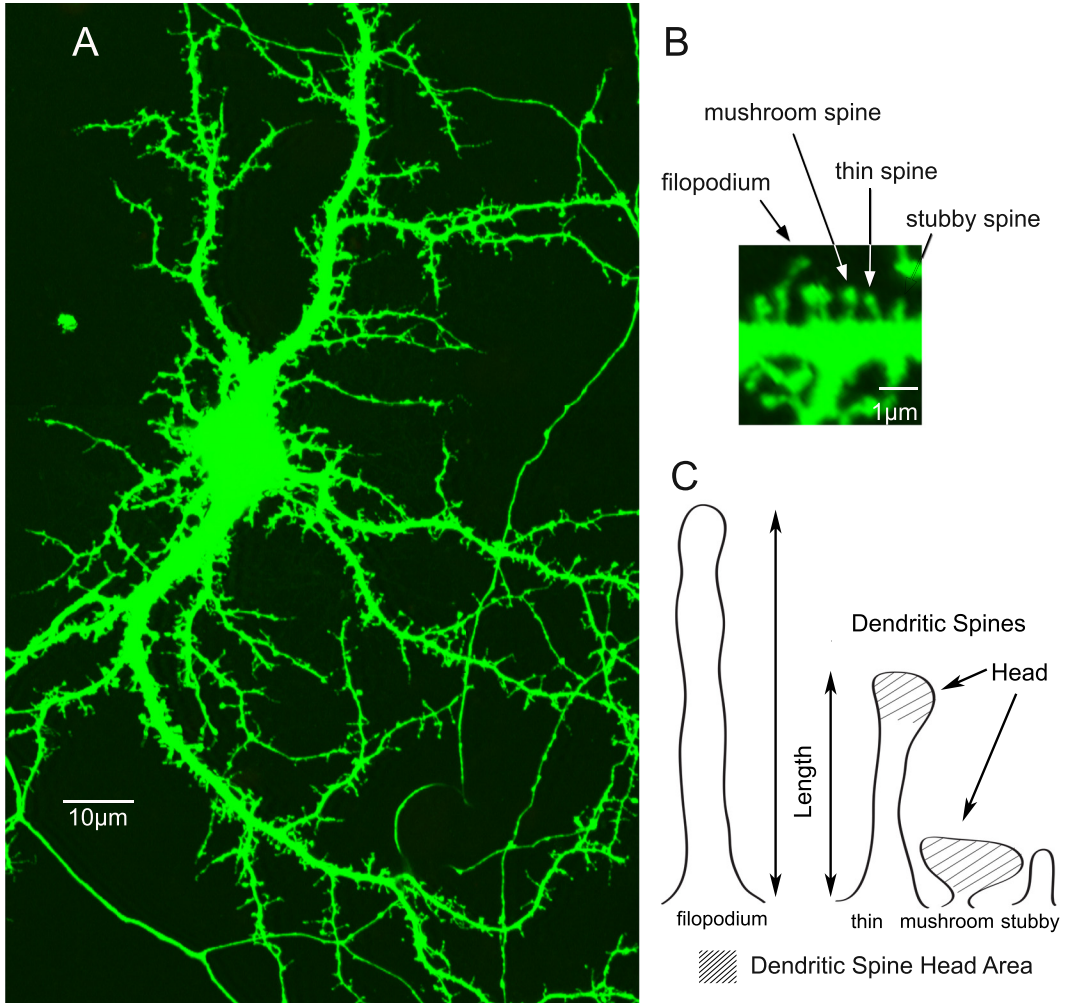 A
10µm
B
mushroom spine
thin spine
filopodium
stubby spine
1µm
C
Dendritic Spines
Head
Length
filopodium
thin mushroom stubby
Dendritic Spine Head Area